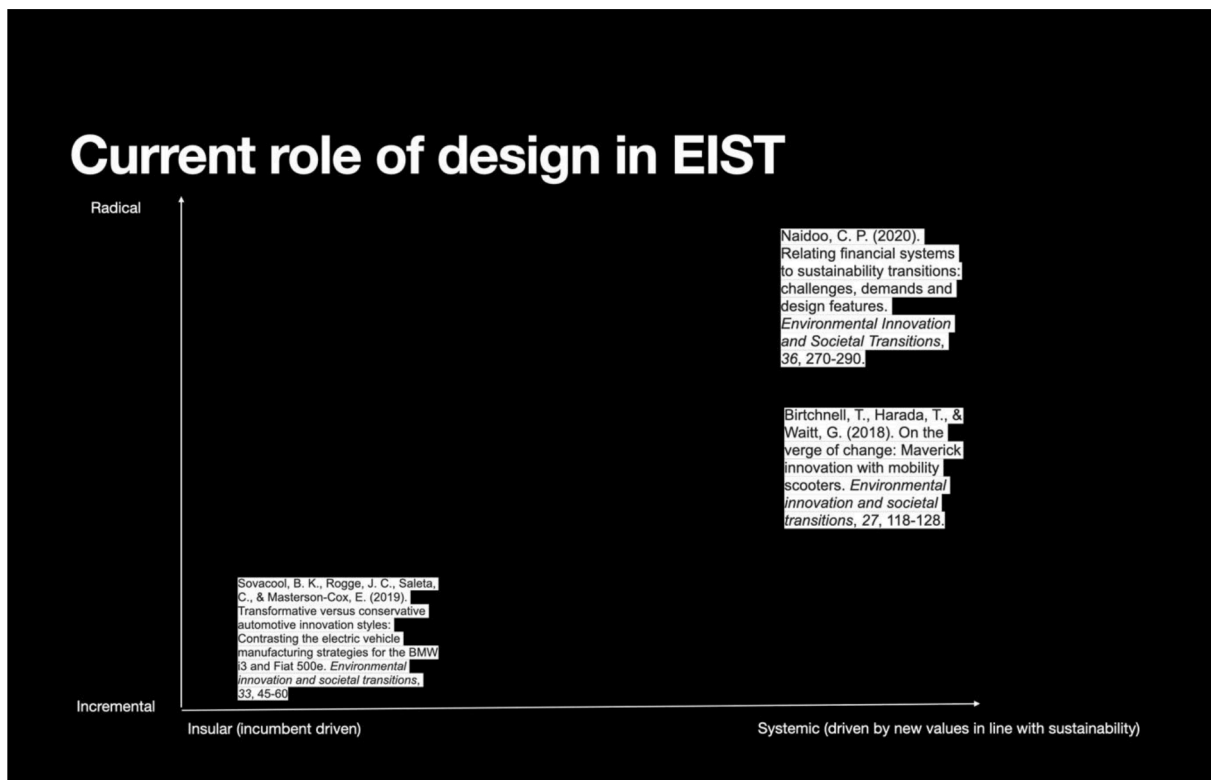 Current role of design in EIST
Radical
Naidoo, C. P. (2020).
Relating financial systems
to sustainability transitions:
challenges, demands and
design features.
Environmental Innovation
and Societal Transitions,
36, 270-290.
Birtchnell, T., Harada, T., &
Waitt, G. (2018). On the
verge of change: Maverick
innovation with mobility
scooters. Environmental
innovation and societal
transitions, 27, 118-128.
Sovacool, B. K., Rogge, J. C., Saleta,
C., & Masterson-Cox, E. (2019).
Transformative versus conservative
automotive innovation styles:
Contrasting the electric vehicle
manufacturing strategies for the BMW
i3 and Fiat 500e. Environmental
innovation and societal transitions,
33, 45-60
Incremental
Insular (incumbent driven)
Systemic (driven by new values in line with sustainability)